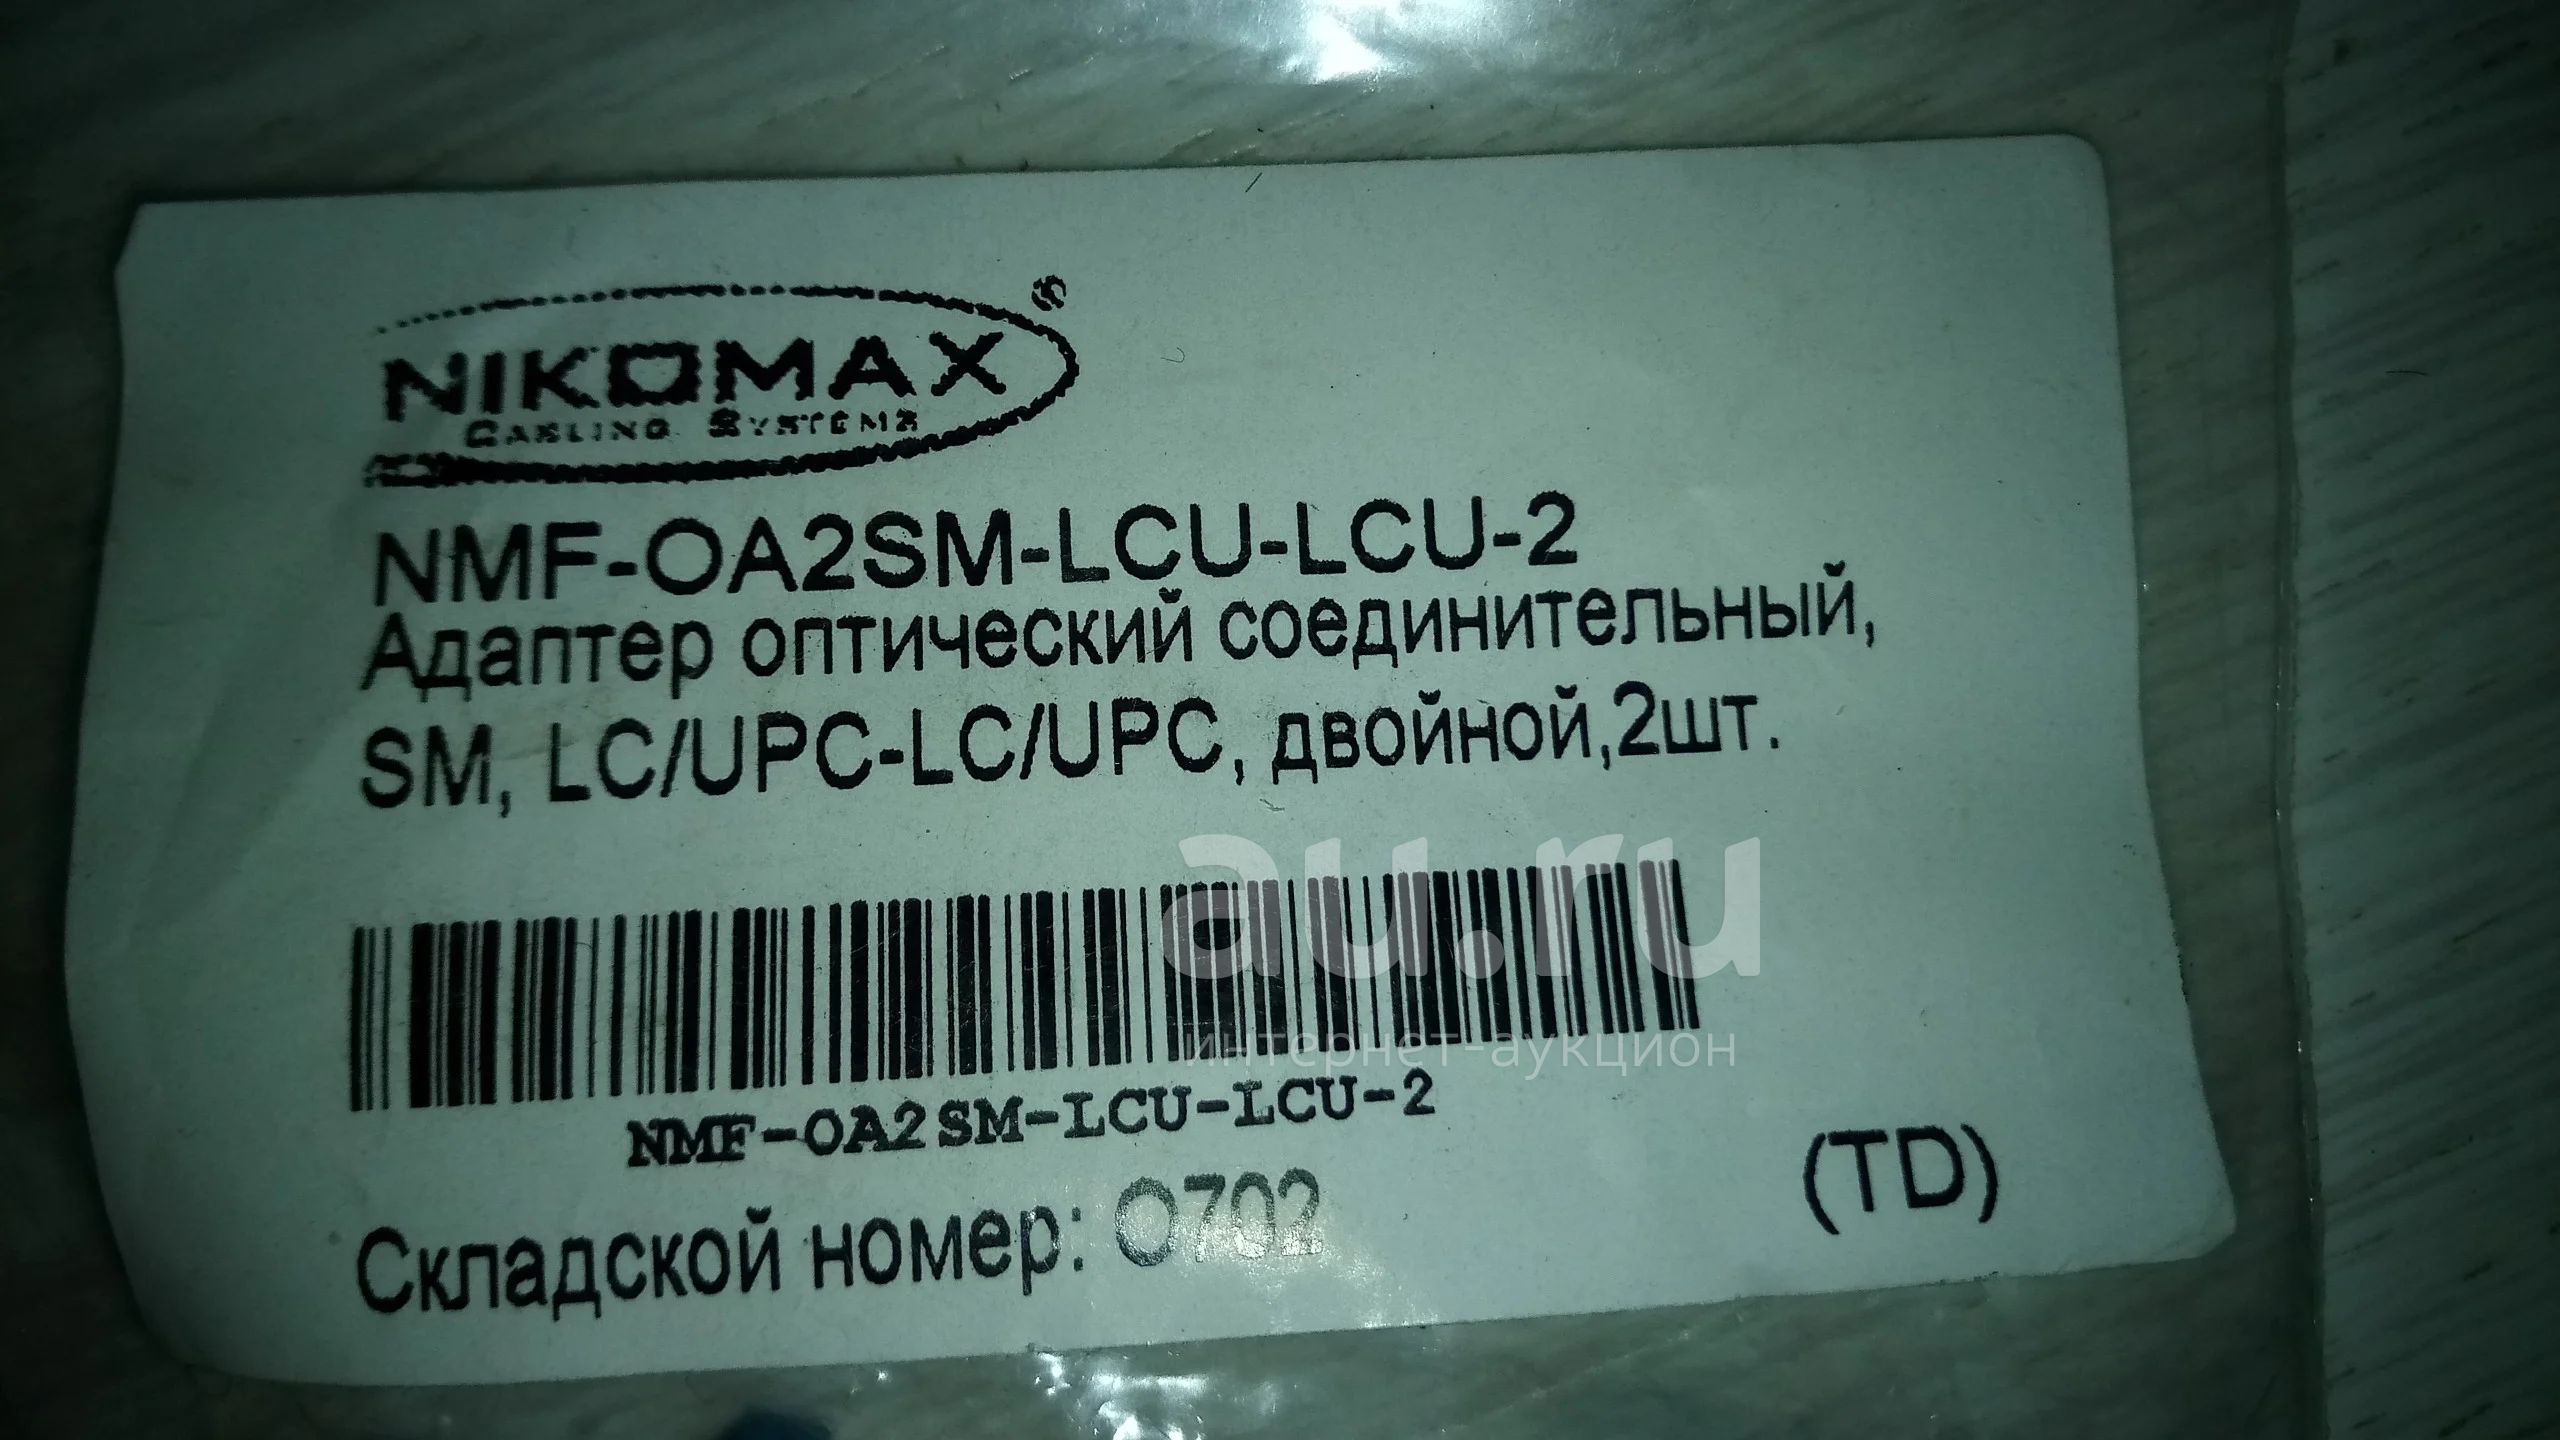 NIKOMAX®
CABLING SYSTEMS
NMF-OA2SM-LCU-LCU-2
Адаптер оптический соединительный,
SM, LC/UPC-LC/UPC, двойной,2шт.
au.ru
интернет-аукцион
NMF-OA2SM-LCU-LCU-2
Складской номер: O702
(TD)